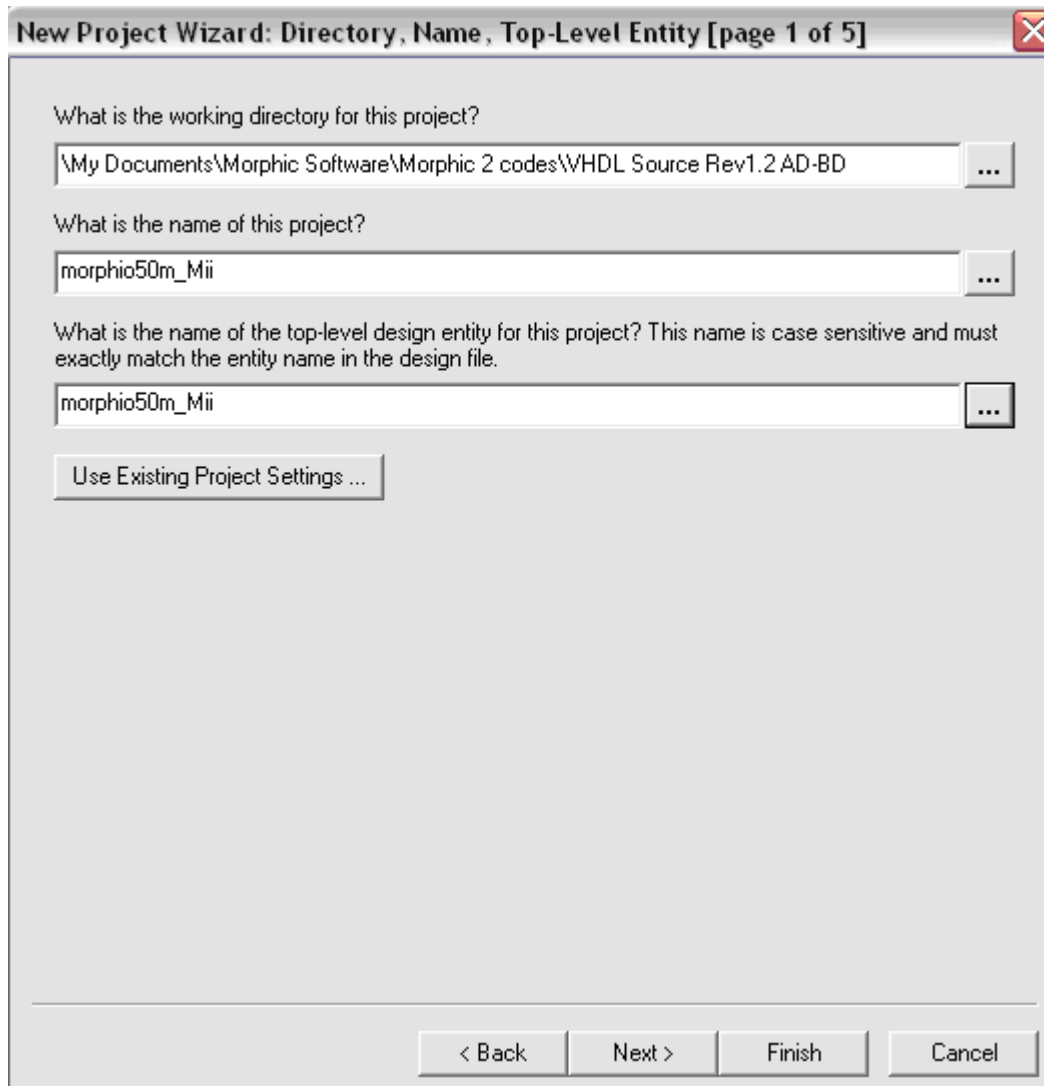 New Project Wizard: Directory, Name, Top-Level Entity [page 1 of 5]
What is the working directory for this project?
\My Documents\Morphic Software\Morphic 2 codes\VHDL Source Rev1.2 AD-BD
...
What is the name of this project?
morphio50m_Mii
...
What is the name of the top-level design entity for this project? This name is case sensitive and must
exactly match the entity name in the design file.
morphio50m_Mii
...
Use Existing Project Settings ...
< Back
Next >
Finish
Cancel